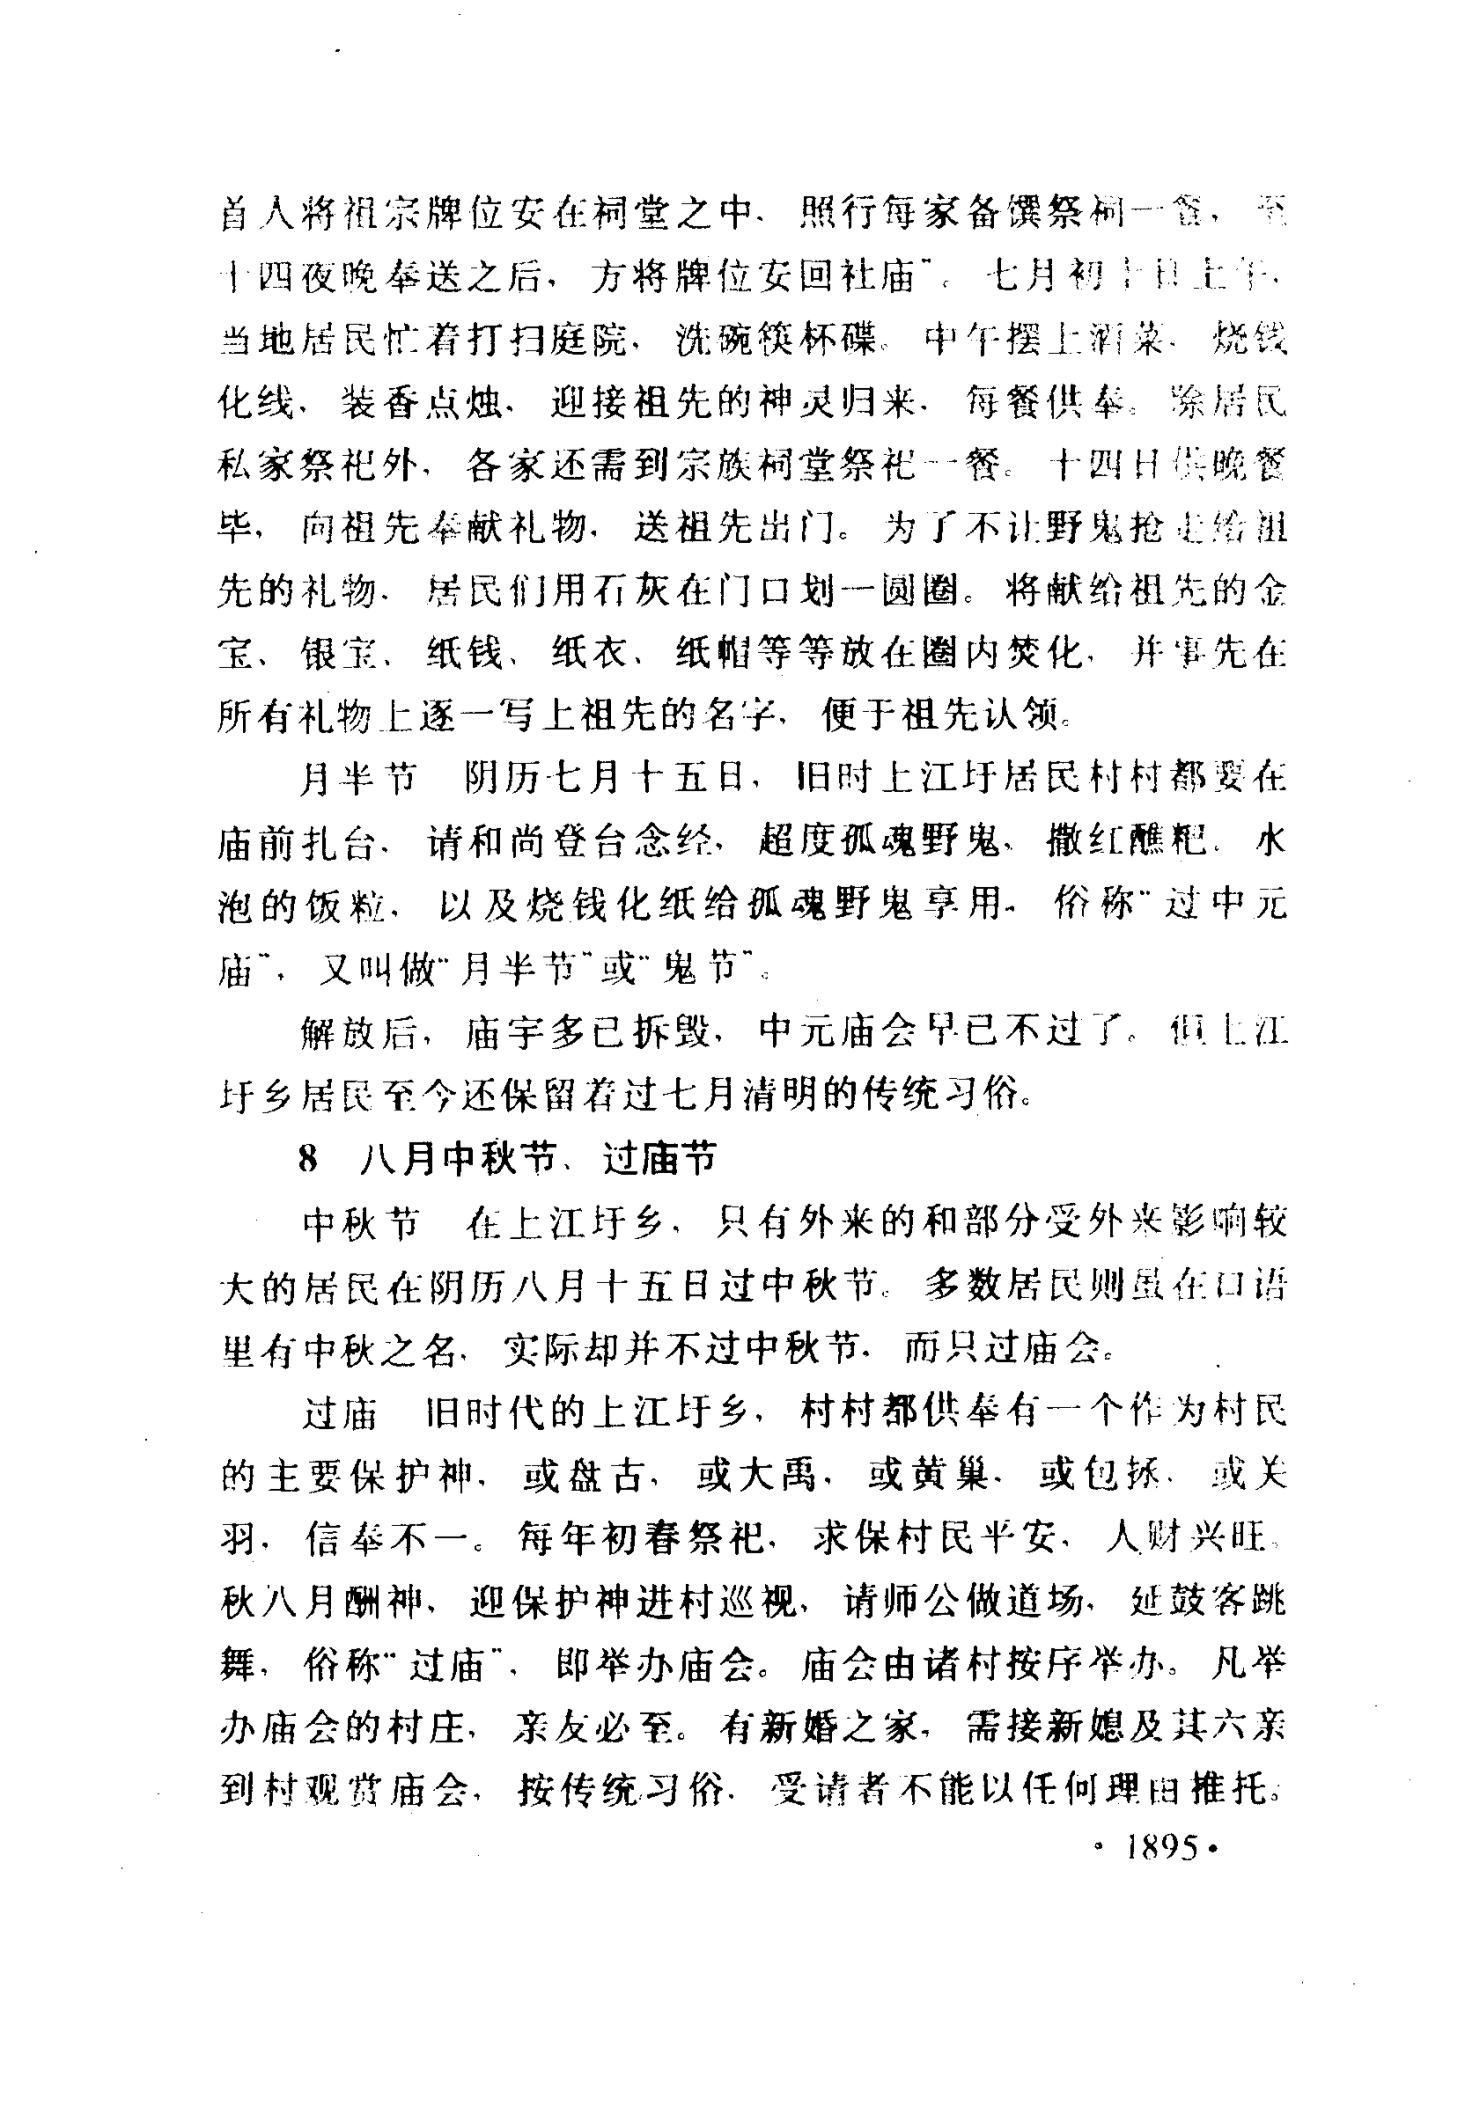 首人将祖宗牌位安在祠堂之中，照行每家备馔祭祠一餐，至
十四夜晚奉送之后，方将牌位安回社庙”。七月初十日上午，
当地居民忙着打扫庭院，洗碗筷杯碟。中午摆上酒菜，烧钱
化线，装香点烛，迎接祖先的神灵归来，每餐供奉。除居民
私家祭祀外，各家还需到宗族祠堂祭祀一餐。十四日供晚餐
毕，向祖先奉献礼物，送祖先出门。为了不让野鬼抢走给祖
先的礼物，居民们用石灰在门口划一圆圈。将献给祖先的金
宝、银宝、纸钱、纸衣、纸帽等等放在圈内焚化，并事先在
所有礼物上逐一写上祖先的名字，便于祖先认领。
月半节　阴历七月十五日，旧时上江圩居民村村都要在
庙前扎台，请和尚登台念经，超度孤魂野鬼、撒红醮粑、水
泡的饭粒，以及烧钱化纸给孤魂野鬼享用，俗称“过中元
庙”，又叫做“月半节”或“鬼节”。
解放后，庙宇多已拆毁，中元庙会早已不过了。但上江
圩乡居民至今还保留着过七月清明的传统习俗。
8　八月中秋节、过庙节
中秋节　在上江圩乡，只有外来的和部分受外来影响较
大的居民在阴历八月十五日过中秋节。多数居民则虽在口语
里有中秋之名，实际却并不过中秋节，而只过庙会。
过庙　旧时代的上江圩乡，村村都供奉有一个作为村民
的主要保护神，或盘古，或大禹，或黄巢，或包拯，或关
羽，信奉不一。每年初春祭祀，求保村民平安，人财兴旺。
秋八月酬神，迎保护神进村巡视，请师公做道场，延鼓客跳
舞，俗称“过庙”，即举办庙会。庙会由诸村按序举办。凡举
办庙会的村庄，亲友必至。有新婚之家，需接新媳及其六亲
到村观赏庙会，按传统习俗，受请者不能以任何理由推托。
·1895·